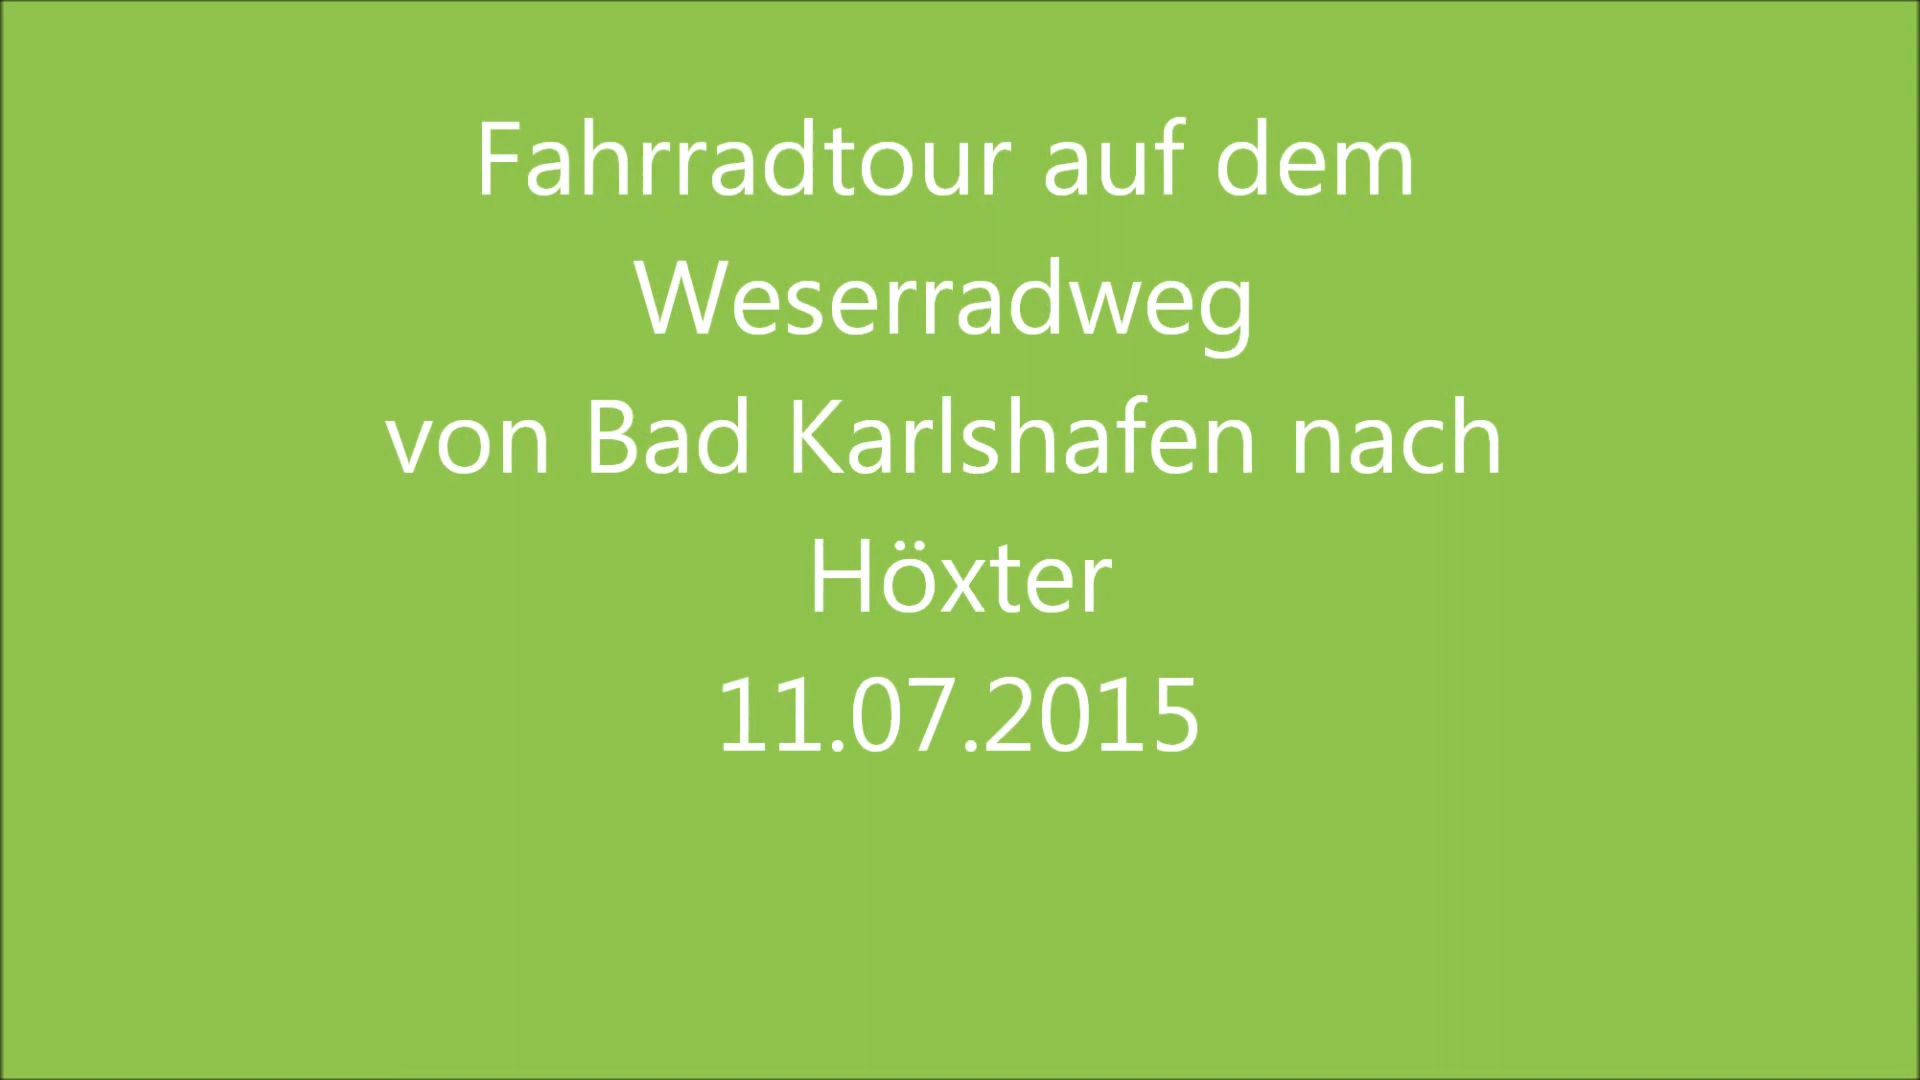 Fahrradtour auf dem
Weserradweg
von Bad Karlshafen nach
Höxter
11.07.2015